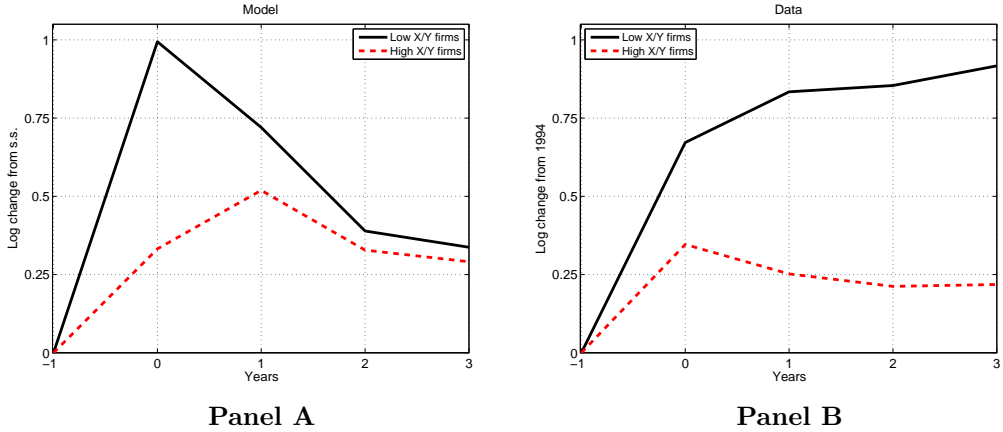 Model
Log change from s.s.
1
0.75
0.5
0.25
0
−1 0 1 2 3
Years
Low X/Y firms
High X/Y firms
Panel A
Data
Log change from 1994
1
0.75
0.5
0.25
0
−1 0 1 2 3
Years
Low X/Y firms
High X/Y firms
Panel B